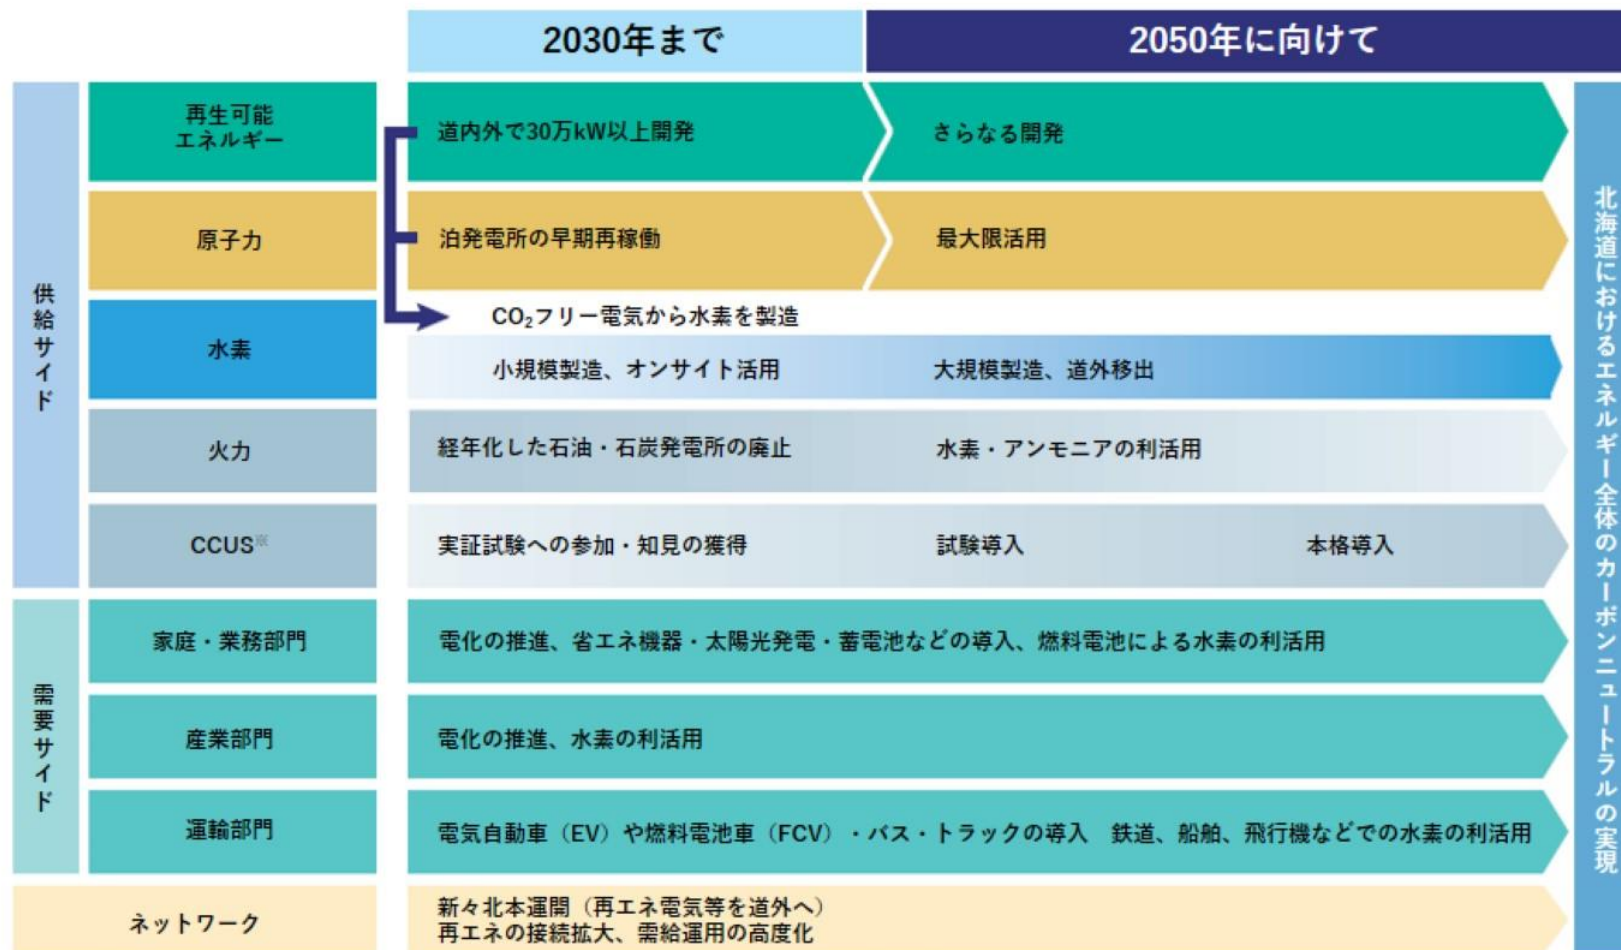 2030年まで
2050年に向けて
供給サイド
再生可能
エネルギー
道内外で30万kW以上開発
さらなる開発
原子力
泊発電所の早期再稼働
最大限活用
水素
CO₂フリー電気から水素を製造
小規模製造、オンサイト活用
大規模製造、道外移出
火力
経年化した石油・石炭発電所の廃止
水素・アンモニアの利活用
CCUS※
実証試験への参加・知見の獲得
試験導入
本格導入
需要サイド
家庭・業務部門
電化の推進、省エネ機器・太陽光発電・蓄電池などの導入、燃料電池による水素の利活用
産業部門
電化の推進、水素の利活用
運輸部門
電気自動車（EV）や燃料電池車（FCV）・バス・トラックの導入　鉄道、船舶、飛行機などでの水素の利活用
ネットワーク
新々北本運開（再エネ電気等を道外へ）
再エネの接続拡大、需給運用の高度化
北海道におけるエネルギー全体のカーボンニュートラルの実現